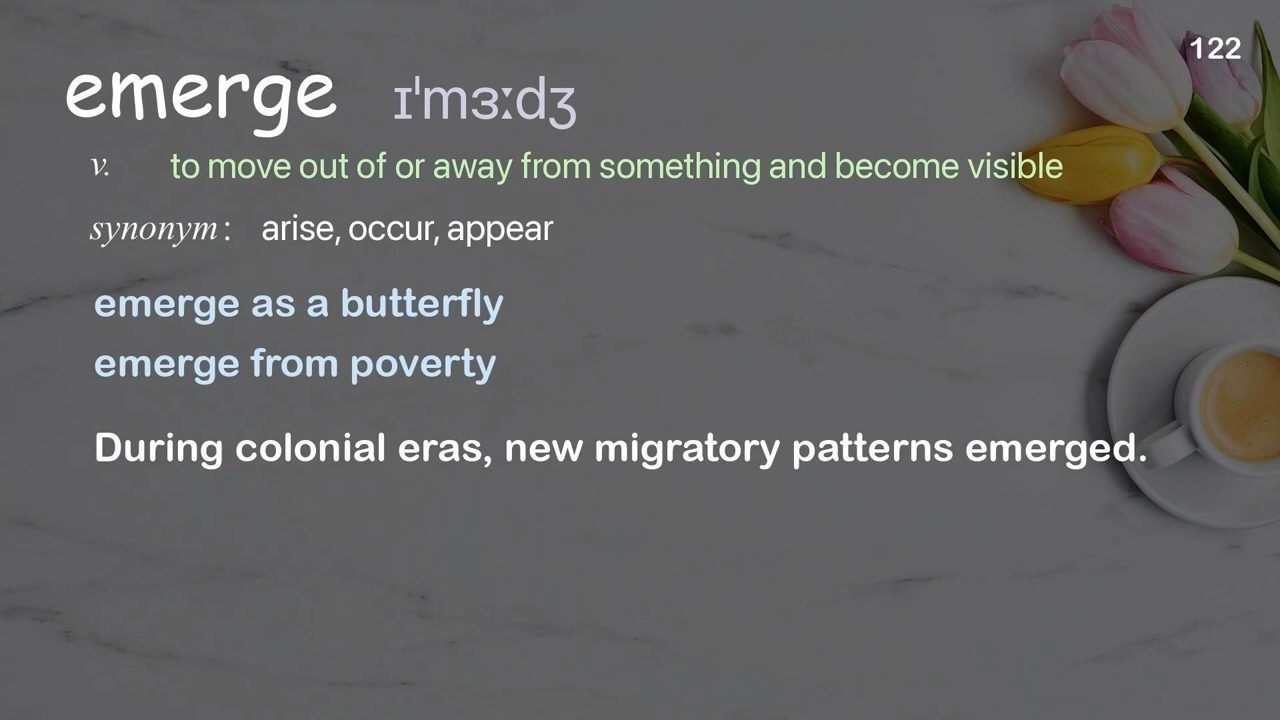 122
emerge ɪˈmɜːdʒ
v. to move out of or away from something and become visible
synonym : arise, occur, appear
emerge as a butterfly
emerge from poverty
During colonial eras, new migratory patterns emerged.